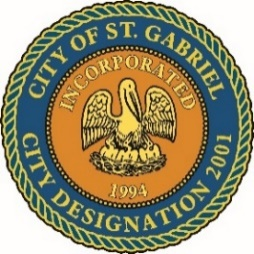 CITY OF ST. GABRIEL
INCORPORATED
1994
CITY DESIGNATION 2001